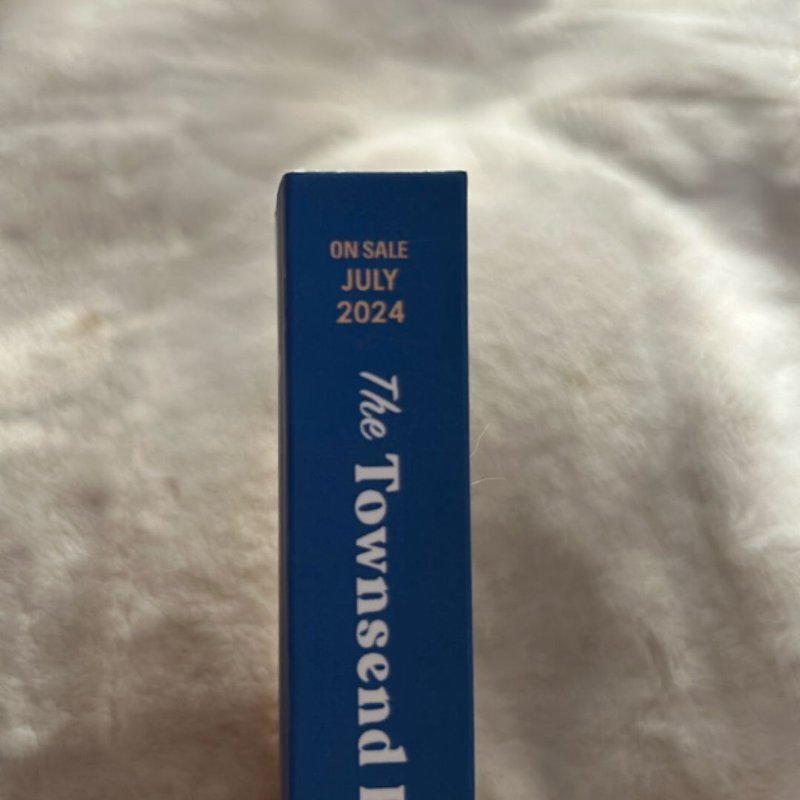 ON SALE
JULY
2024
The Townsend